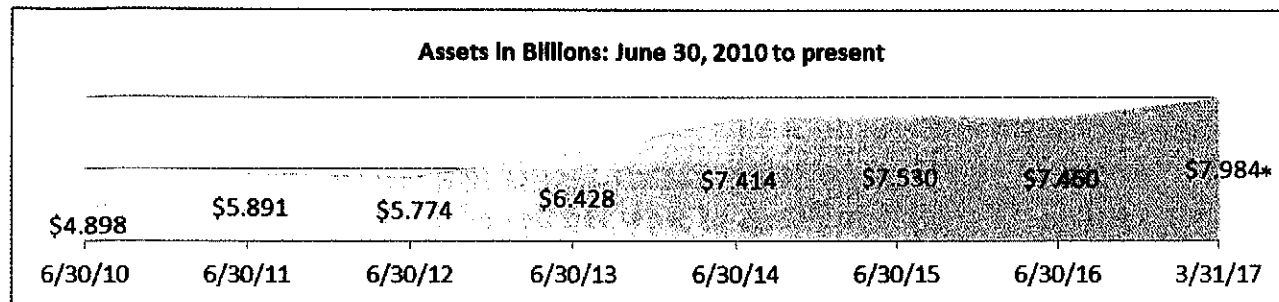 Assets in Billions: June 30, 2010 to present
$4.898 $5.891 $5.774 $6.428 $7.414 $7.530 $7.460 $7.984*
6/30/10 6/30/11 6/30/12 6/30/13 6/30/14 6/30/15 6/30/16 3/31/17